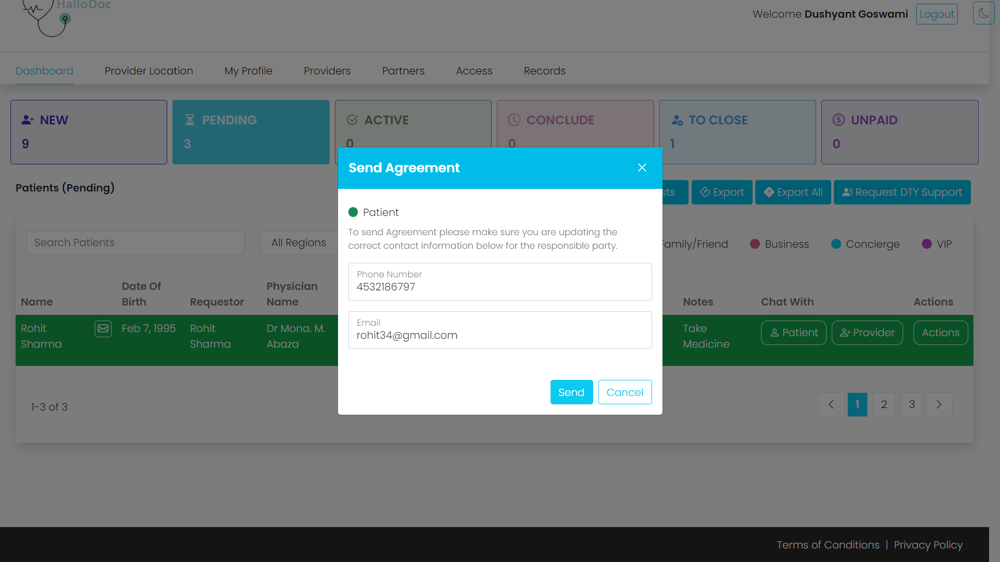 HalloDoc
Welcome Dushyant Goswami Logout
Dashboard Provider Location My Profile Providers Partners Access Records
NEW PENDING ACTIVE CONCLUDE TO CLOSE UNPAID
9 3 0 0 1 0
Send Agreement
Patients (Pending)
sts Export Export All Request DTY Support
Patient
To send Agreement please make sure you are updating the
correct contact information below for the responsible party.
Search Patients All Regions Family/Friend Business Concierge VIP
Phone Number
4532186797
Date Of Physician
Name Birth Requestor Name Notes Chat With Actions
Email
rohit34@gmail.com
Rohit Feb 7, 1995 Rohit Dr Mona. M. Take Patient Provider Actions
Sharma Sharma Abaza Medicine
Send Cancel
1-3 of 3
1 2 3
Terms of Conditions | Privacy Policy